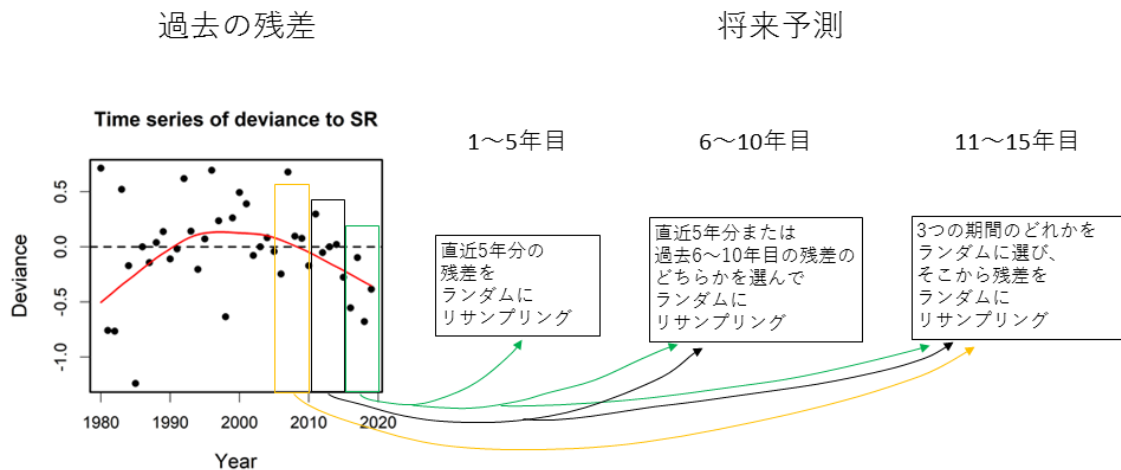 過去の残差
将来予測
Time series of deviance to SR
1～5年目
6～10年目
11～15年目
直近5年分の
残差を
ランダムに
リサンプリング
直近5年分または
過去6～10年目の残差の
どちらかを選んで
ランダムに
リサンプリング
3つの期間のどれかを
ランダムに選び、
そこから残差を
ランダムに
リサンプリング
Deviance
0.5
0.0
-0.5
-1.0
1980
1990
2000
2010
2020
Year